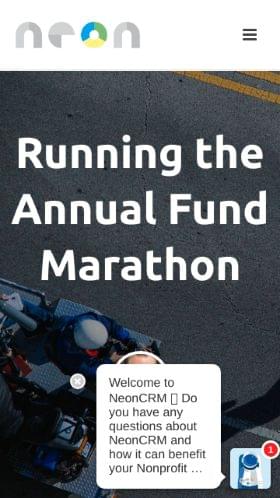 neon
Running the
Annual Fund
Marathon
Welcome to
NeonCRM ▯ Do
you have any
questions about
NeonCRM and
how it can benefit
your Nonprofit ...
1